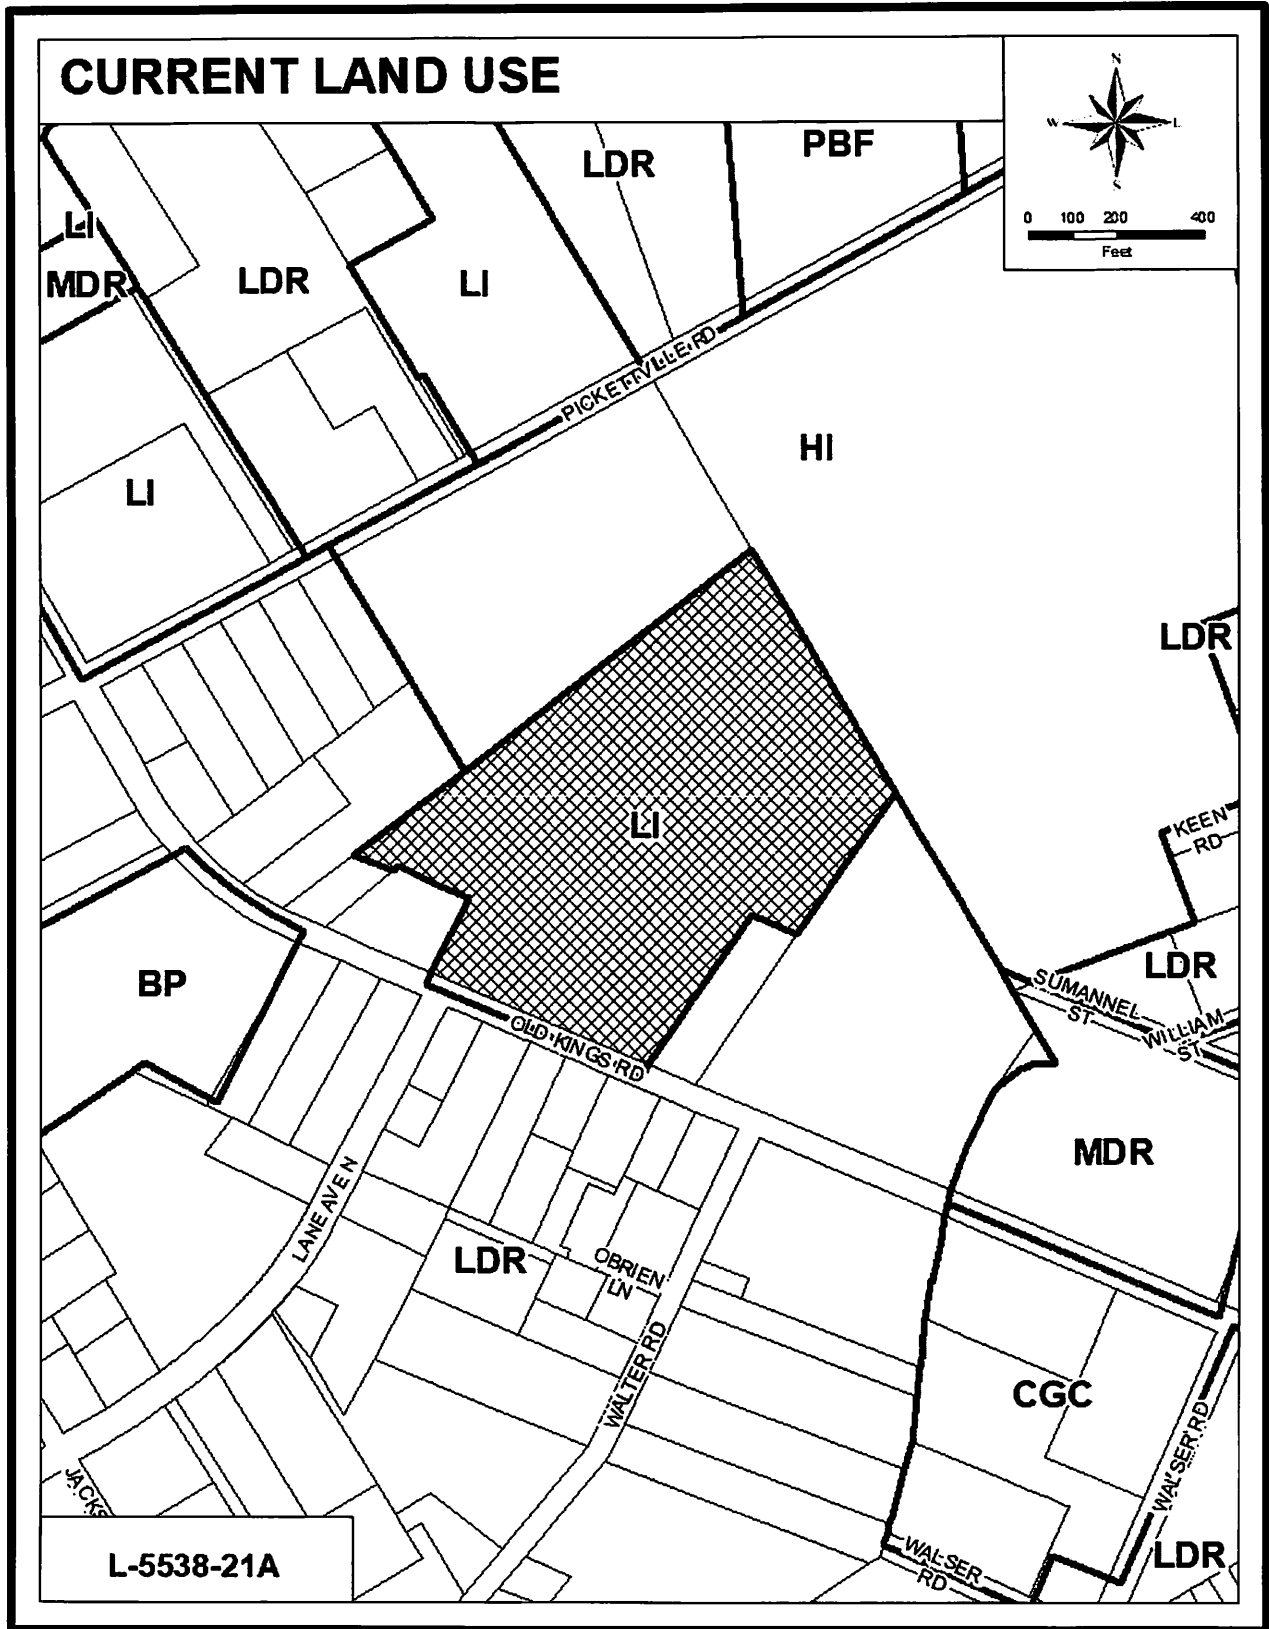 CURRENT LAND USE
N
W
S
0 100 200 400
Feet
LDR
PBF
LI
MDR
LDR
LI
PICKETTVILLE RD
HI
LI
LDR
LI
KEEN
RD
BP
LDR
SUMANNEL
ST
WILLIAM
ST
OLD KINGS RD
MDR
LANE AVE N
LDR
OBRIEN
LN
WALTER RD
CGC
WALSER RD
JACKS
WALSER
RD
LDR
L-5538-21A